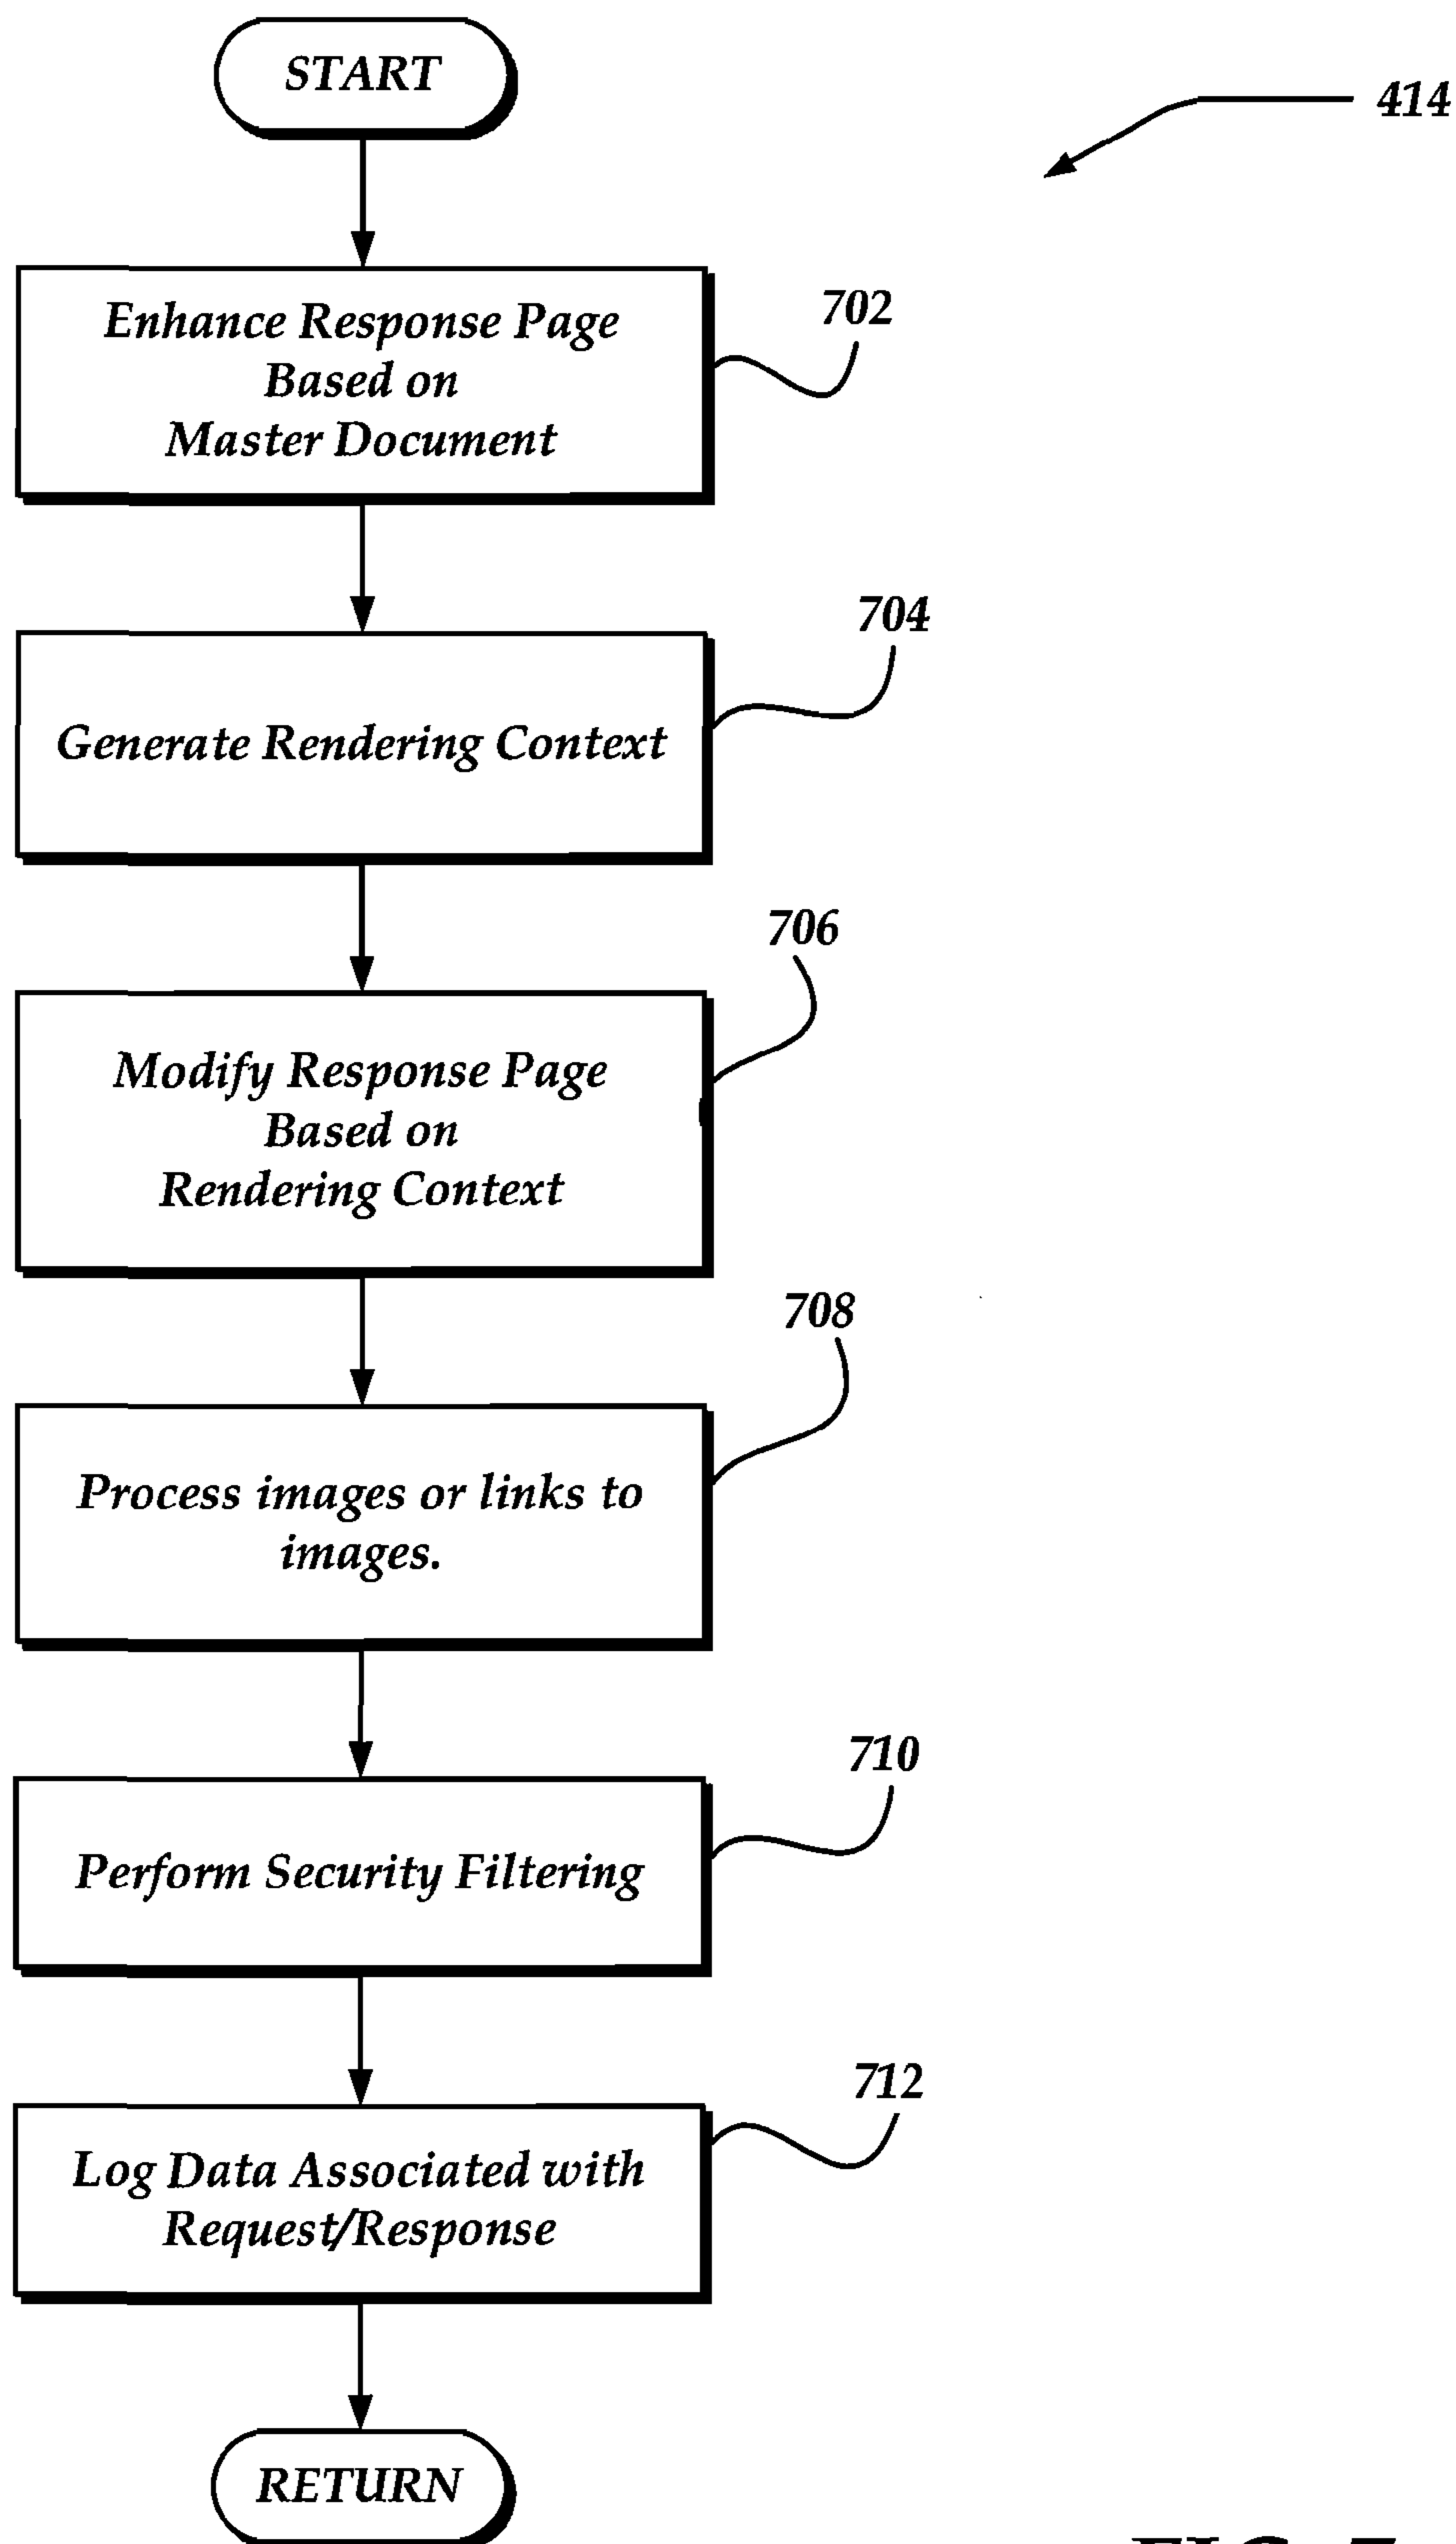 START
414
Enhance Response Page
Based on
Master Document
702
704
Generate Rendering Context
706
Modify Response Page
Based on
Rendering Context
708
Process images or links to
images.
710
Perform Security Filtering
712
Log Data Associated with
Request/Response
RETURN